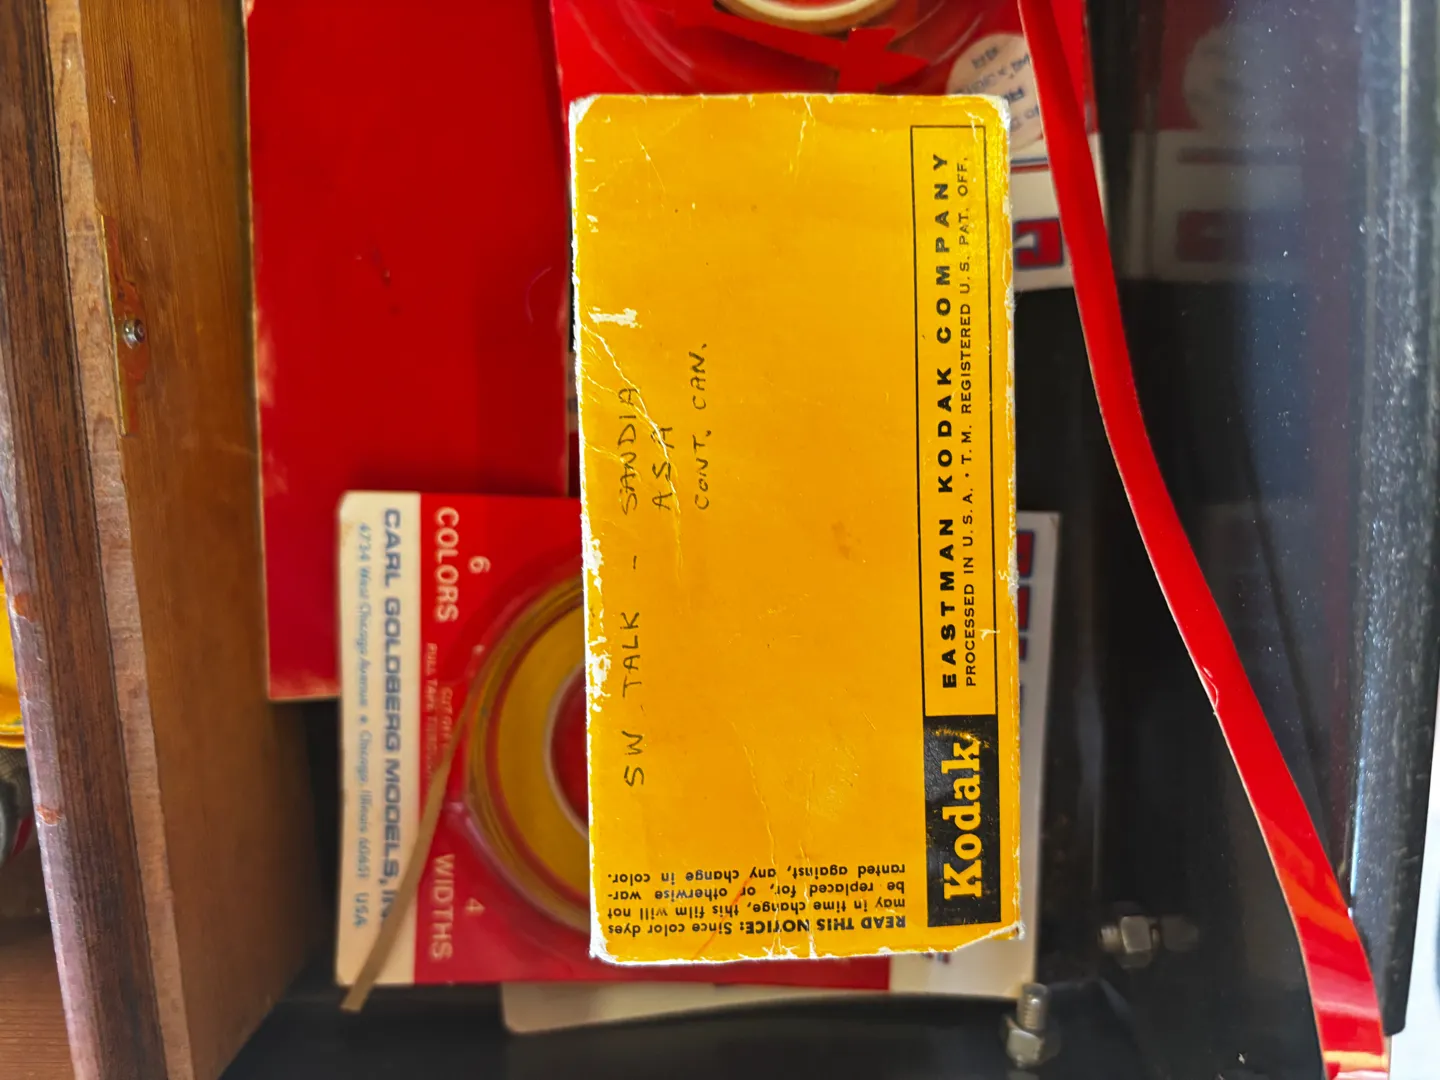 SW TALK - SANDIA
ASA
CONT. CAN.
Kodak
EASTMAN KODAK COMPANY
PROCESSED IN U. S. A. • T. M. REGISTERED U. S. PAT. OFF.
READ THIS NOTICE: Since color dyes
may in time change, this film will not
be replaced for, or otherwise war-
ranted against, any change in color.
CARL GOLDBERG MODELS,
4734 West Chicago Avenue • Chicago, Illinois 60651 USA
6
COLORS
4
WIDTHS